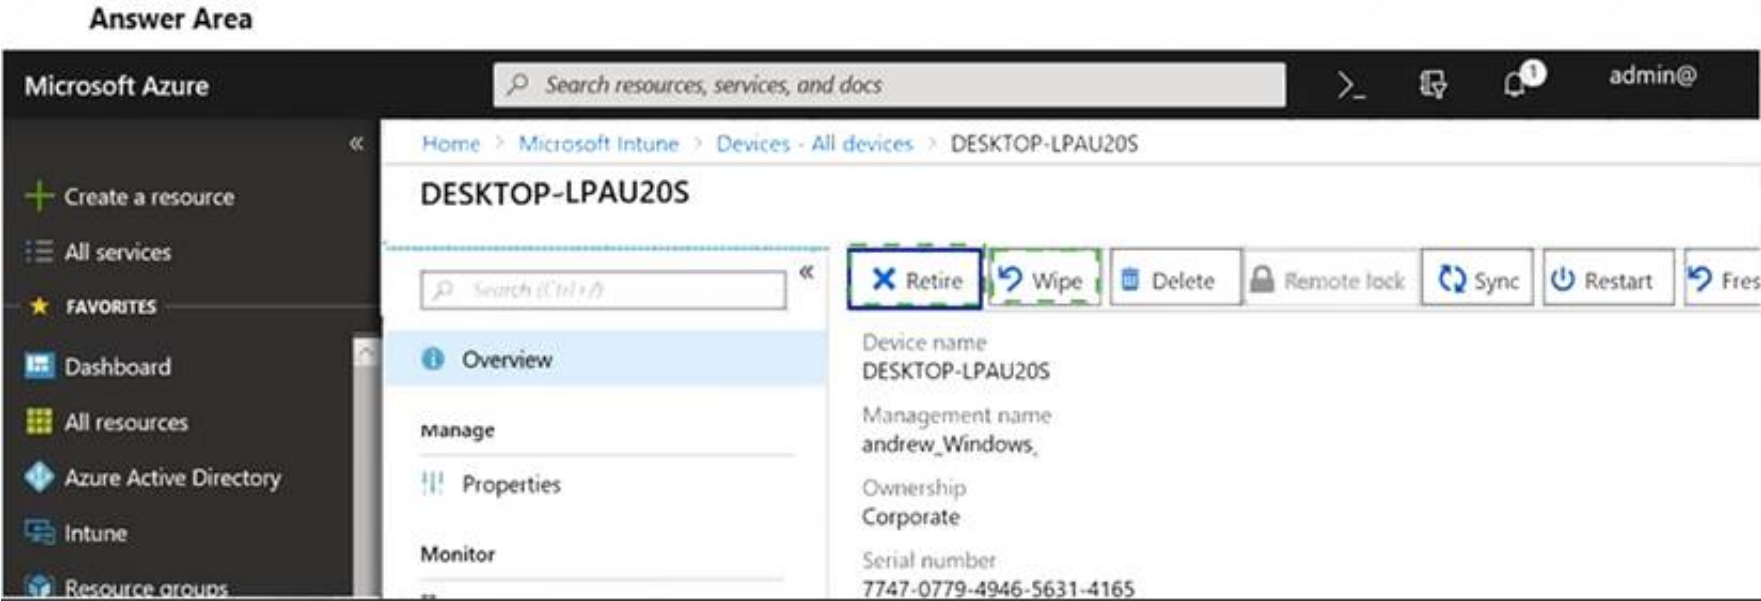 Answer Area
Microsoft Azure
Search resources, services, and docs
1
admin@
«
Home > Microsoft Intune > Devices - All devices > DESKTOP-LPAU20S
DESKTOP-LPAU20S
Create a resource
All services
FAVORITES
Dashboard
All resources
Azure Active Directory
Intune
Resource groups
Search (Ctrl+/)
«
Overview
Manage
Properties
Monitor
Retire
Wipe
Delete
Remote lock
Sync
Restart
Fres
Device name
DESKTOP-LPAU20S
Management name
andrew_Windows_
Ownership
Corporate
Serial number
7747-0779-4946-5631-4165